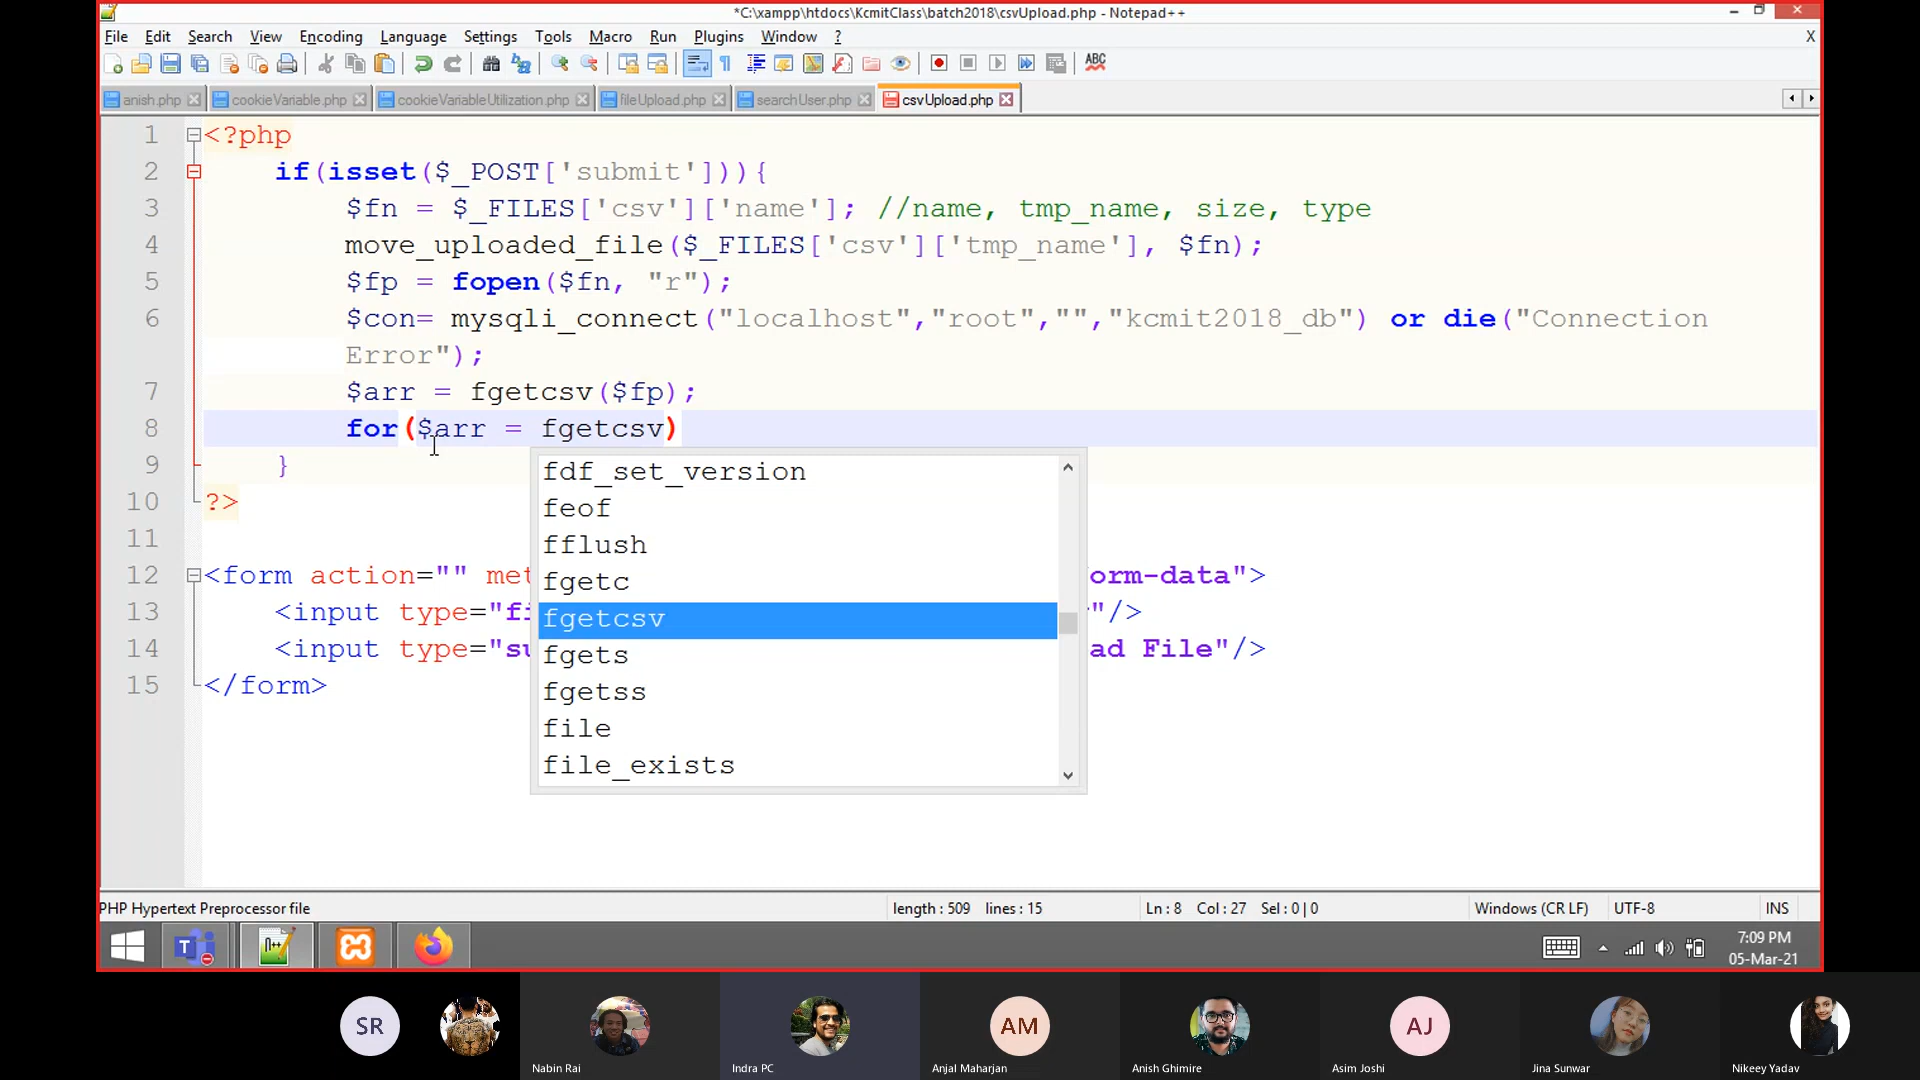 *C:\xampp\htdocs\KcmitClass\batch2018\csvUpload.php - Notepad++
File Edit Search View Encoding Language Settings Tools Macro Run Plugins Window ? X
ABC
anish.php cookieVariable.php cookieVariableUtilization.php fileUpload.php searchUser.php csvUpload.php
1 <?php
2 if(isset($_POST['submit'])){
3 $fn = $_FILES['csv']['name']; //name, tmp_name, size, type
4 move_uploaded_file($_FILES['csv']['tmp_name'], $fn);
5 $fp = fopen($fn, "r");
6 $con= mysqli_connect("localhost","root","","kcmit2018_db") or die("Connection
Error");
7 $arr = fgetcsv($fp);
8 for($arr = fgetcsv)
9 }
fdf_set_version
10 ?>
feof
11
fflush
12 <form action="" met orm-data">
fgetc
13 <input type="fi "/>
fgetcsv
14 <input type="su ad File"/>
fgets
15 </form>
fgetss
file
file_exists
PHP Hypertext Preprocessor file length : 509 lines : 15 Ln : 8 Col : 27 Sel : 0 | 0 Windows (CR LF) UTF-8 INS
7:09 PM
05-Mar-21
SR AM AJ
Nabin Rai Indra PC Anjal Maharjan Anish Ghimire Asim Joshi Jina Sunwar Nikeey Yadav